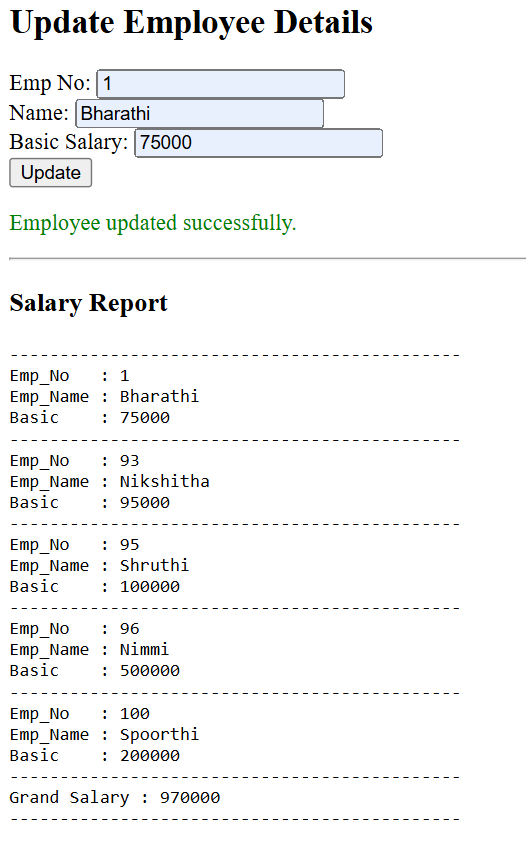 Update Employee Details
Emp No: 1
Name: Bharathi
Basic Salary: 75000
Update
Employee updated successfully.
Salary Report
---------------------------------------------
Emp_No   : 1
Emp_Name : Bharathi
Basic    : 75000
---------------------------------------------
Emp_No   : 93
Emp_Name : Nikshitha
Basic    : 95000
---------------------------------------------
Emp_No   : 95
Emp_Name : Shruthi
Basic    : 100000
---------------------------------------------
Emp_No   : 96
Emp_Name : Nimmi
Basic    : 500000
---------------------------------------------
Emp_No   : 100
Emp_Name : Spoorthi
Basic    : 200000
---------------------------------------------
Grand Salary : 970000
---------------------------------------------